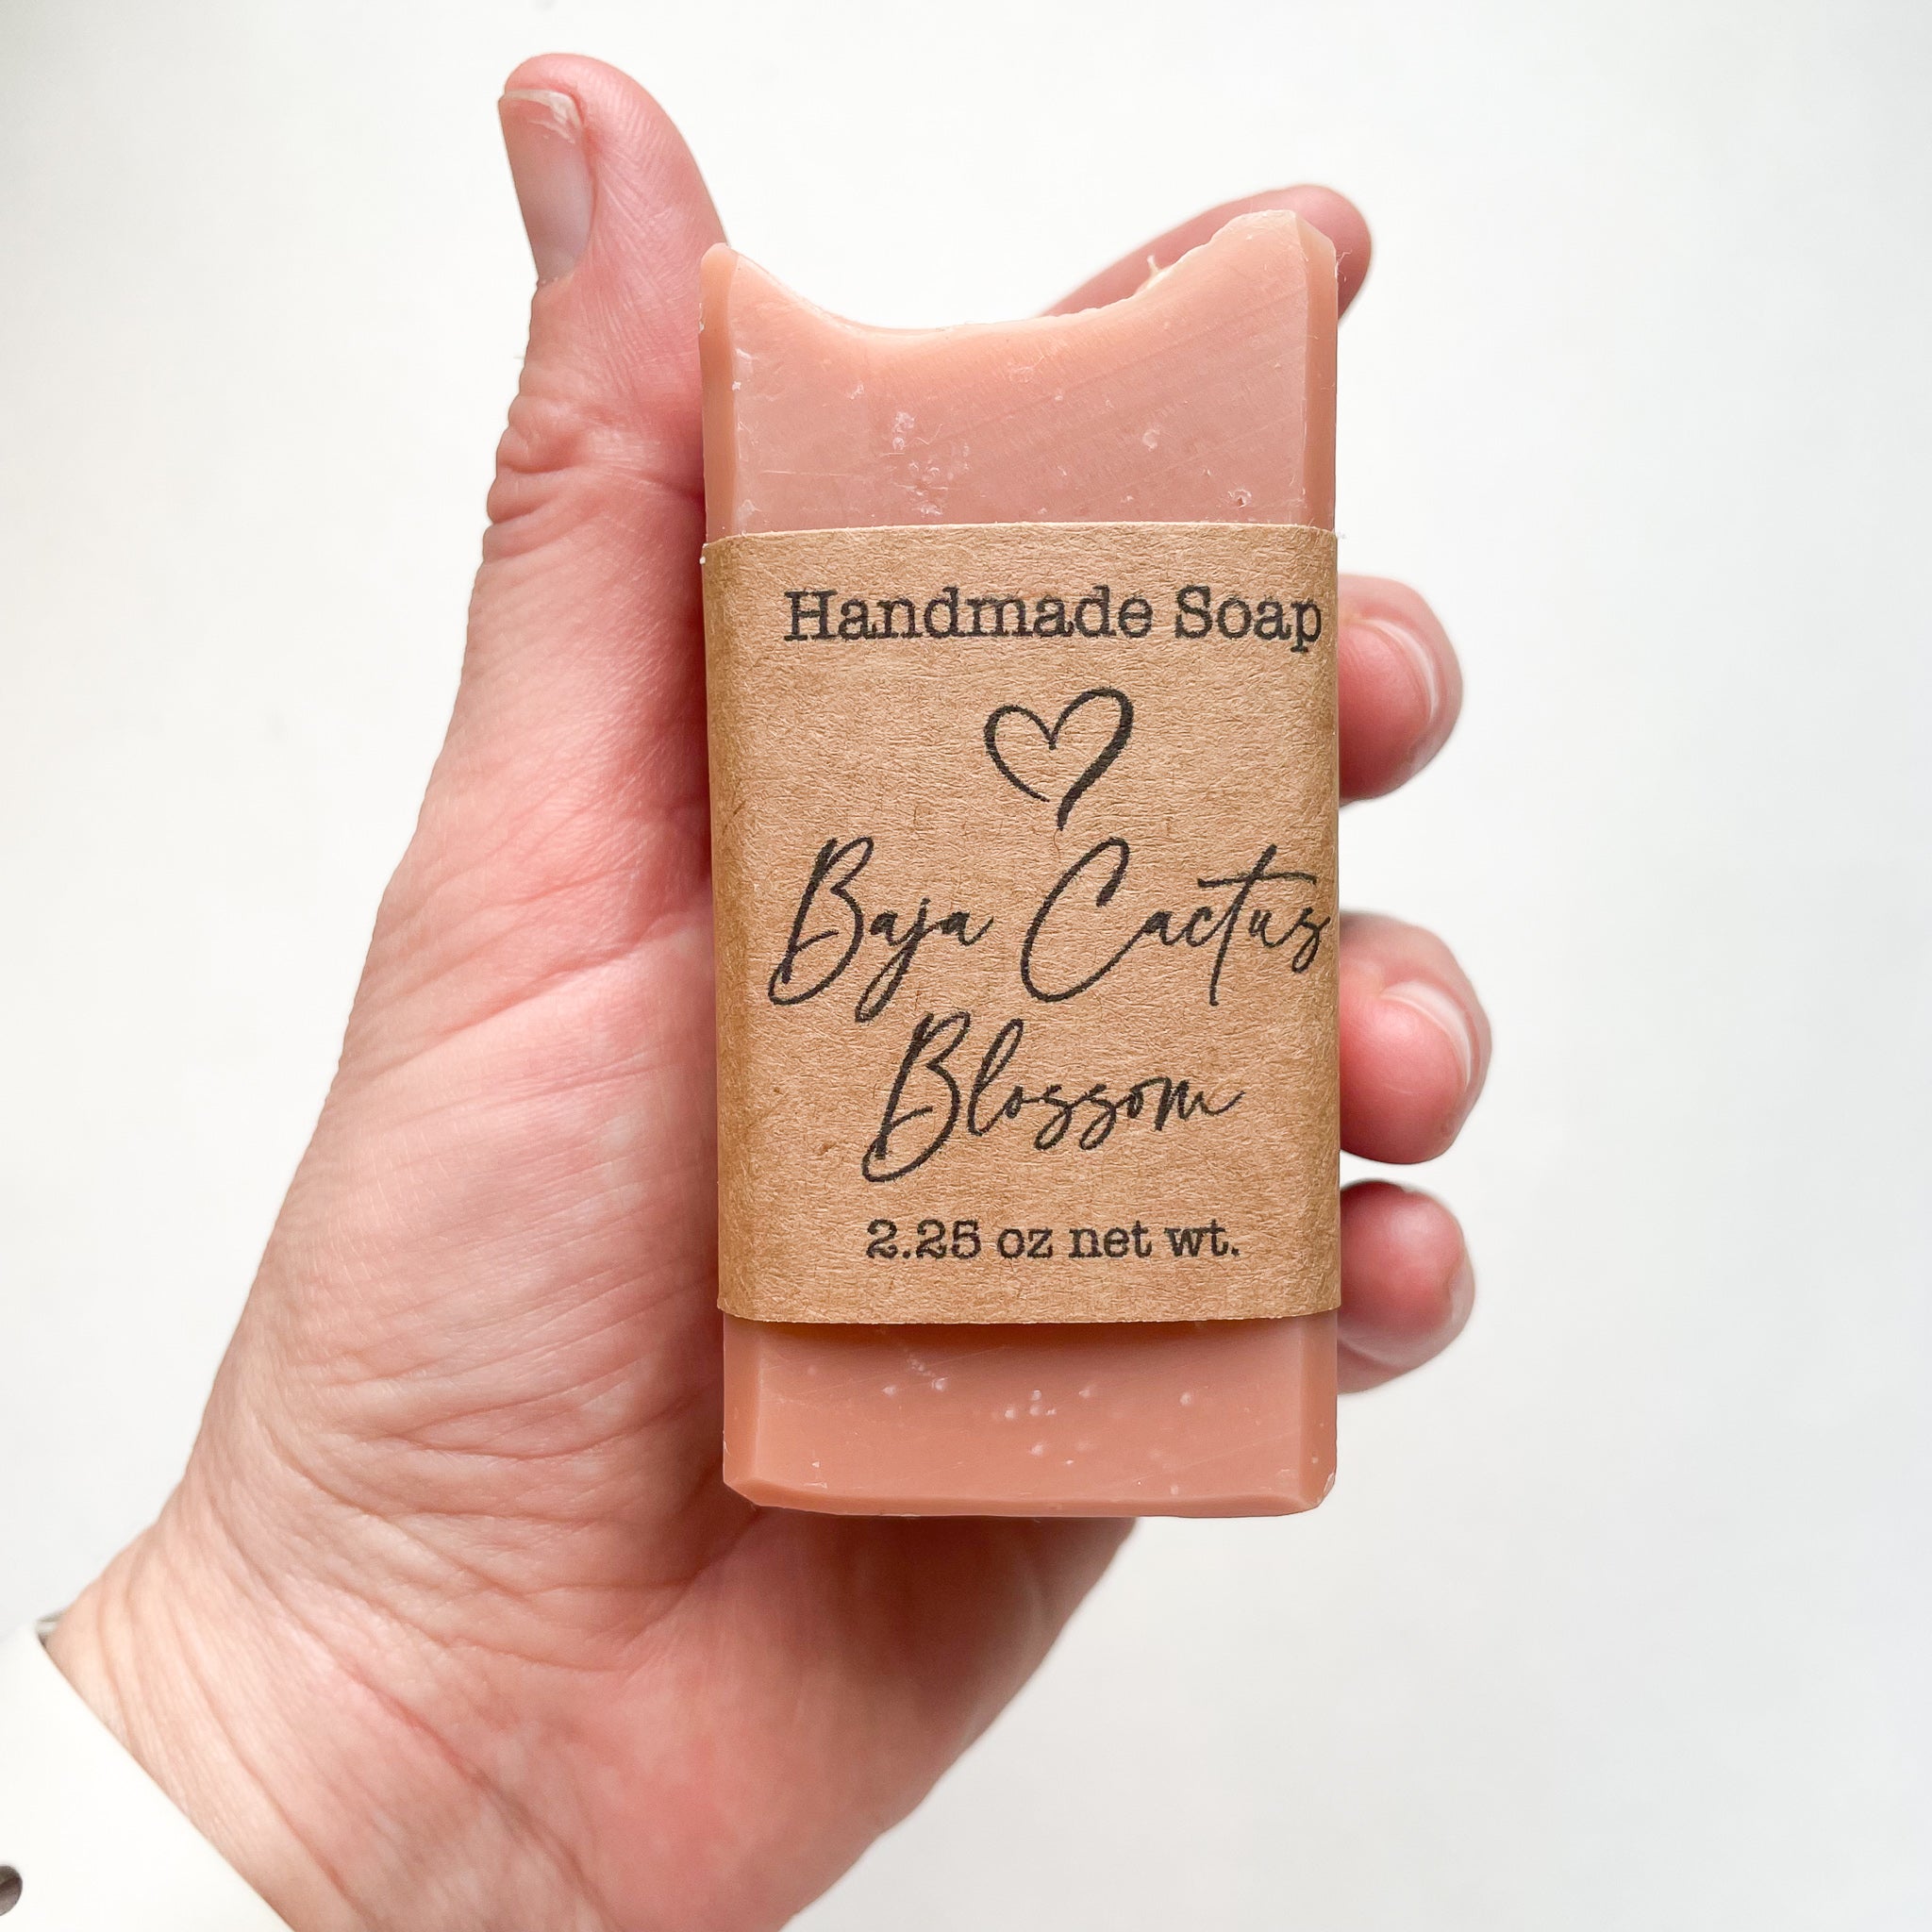 Handmade Soap
Baja Cactus
Blossom
2.25 oz net wt.